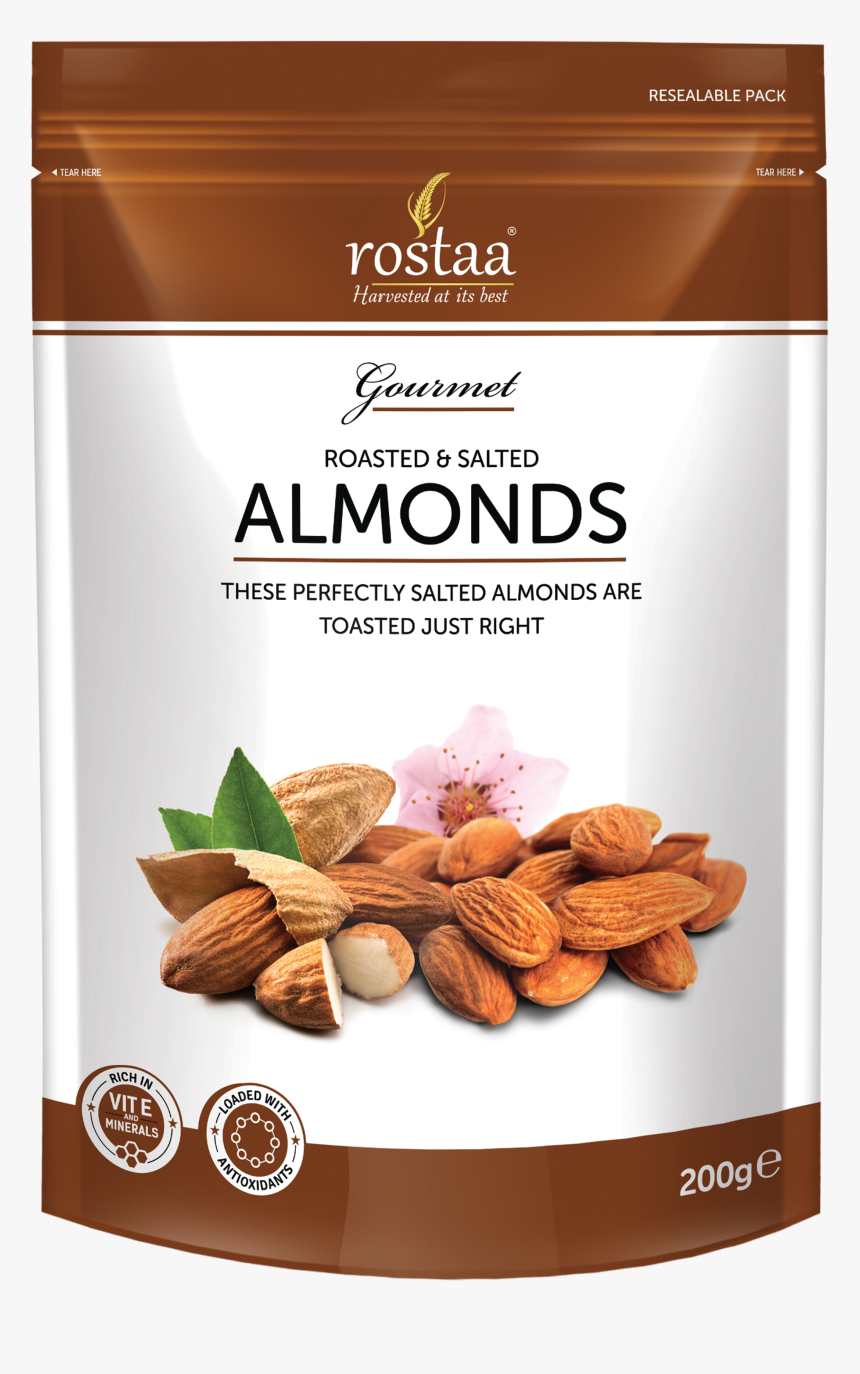 RESEALABLE PACK
TEAR HERE
TEAR HERE
rostaa®
Harvested at its best
Gourmet
ROASTED & SALTED
ALMONDS
THESE PERFECTLY SALTED ALMONDS ARE
TOASTED JUST RIGHT
RICH IN
VIT E
AND
MINERALS
LOADED WITH
ANTIOXIDANTS
200g℮